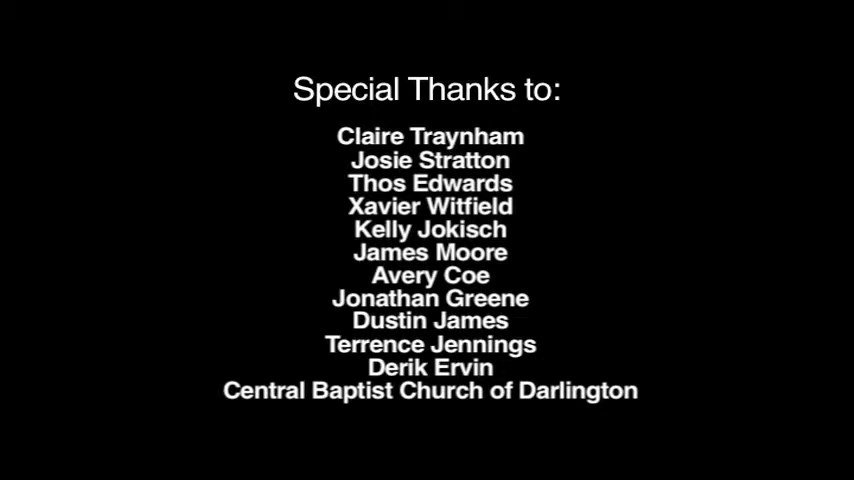 Special Thanks to:
Claire Traynham
Josie Stratton
Thos Edwards
Xavier Witfield
Kelly Jokisch
James Moore
Avery Coe
Jonathan Greene
Dustin James
Terrence Jennings
Derik Ervin
Central Baptist Church of Darlington